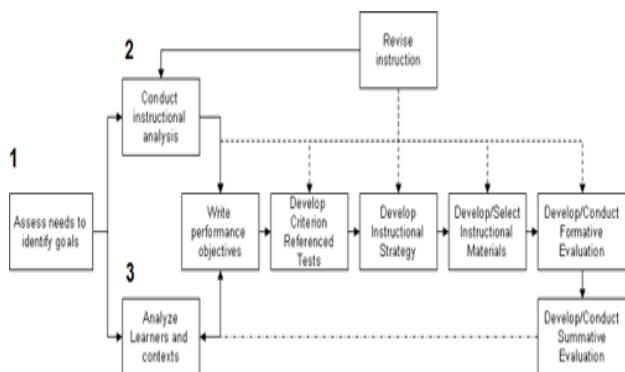 Revise
instruction
2
Conduct
instructional
analysis
1
Assess needs to
identify goals
Write
performance
objectives
Develop
Criterion
Referenced
Tests
Develop
Instructional
Strategy
Develop/Select
Instructional
Materials
Develop/Conduct
Formative
Evaluation
3
Analyze
Learners and
contexts
Develop/Conduct
Summative
Evaluation